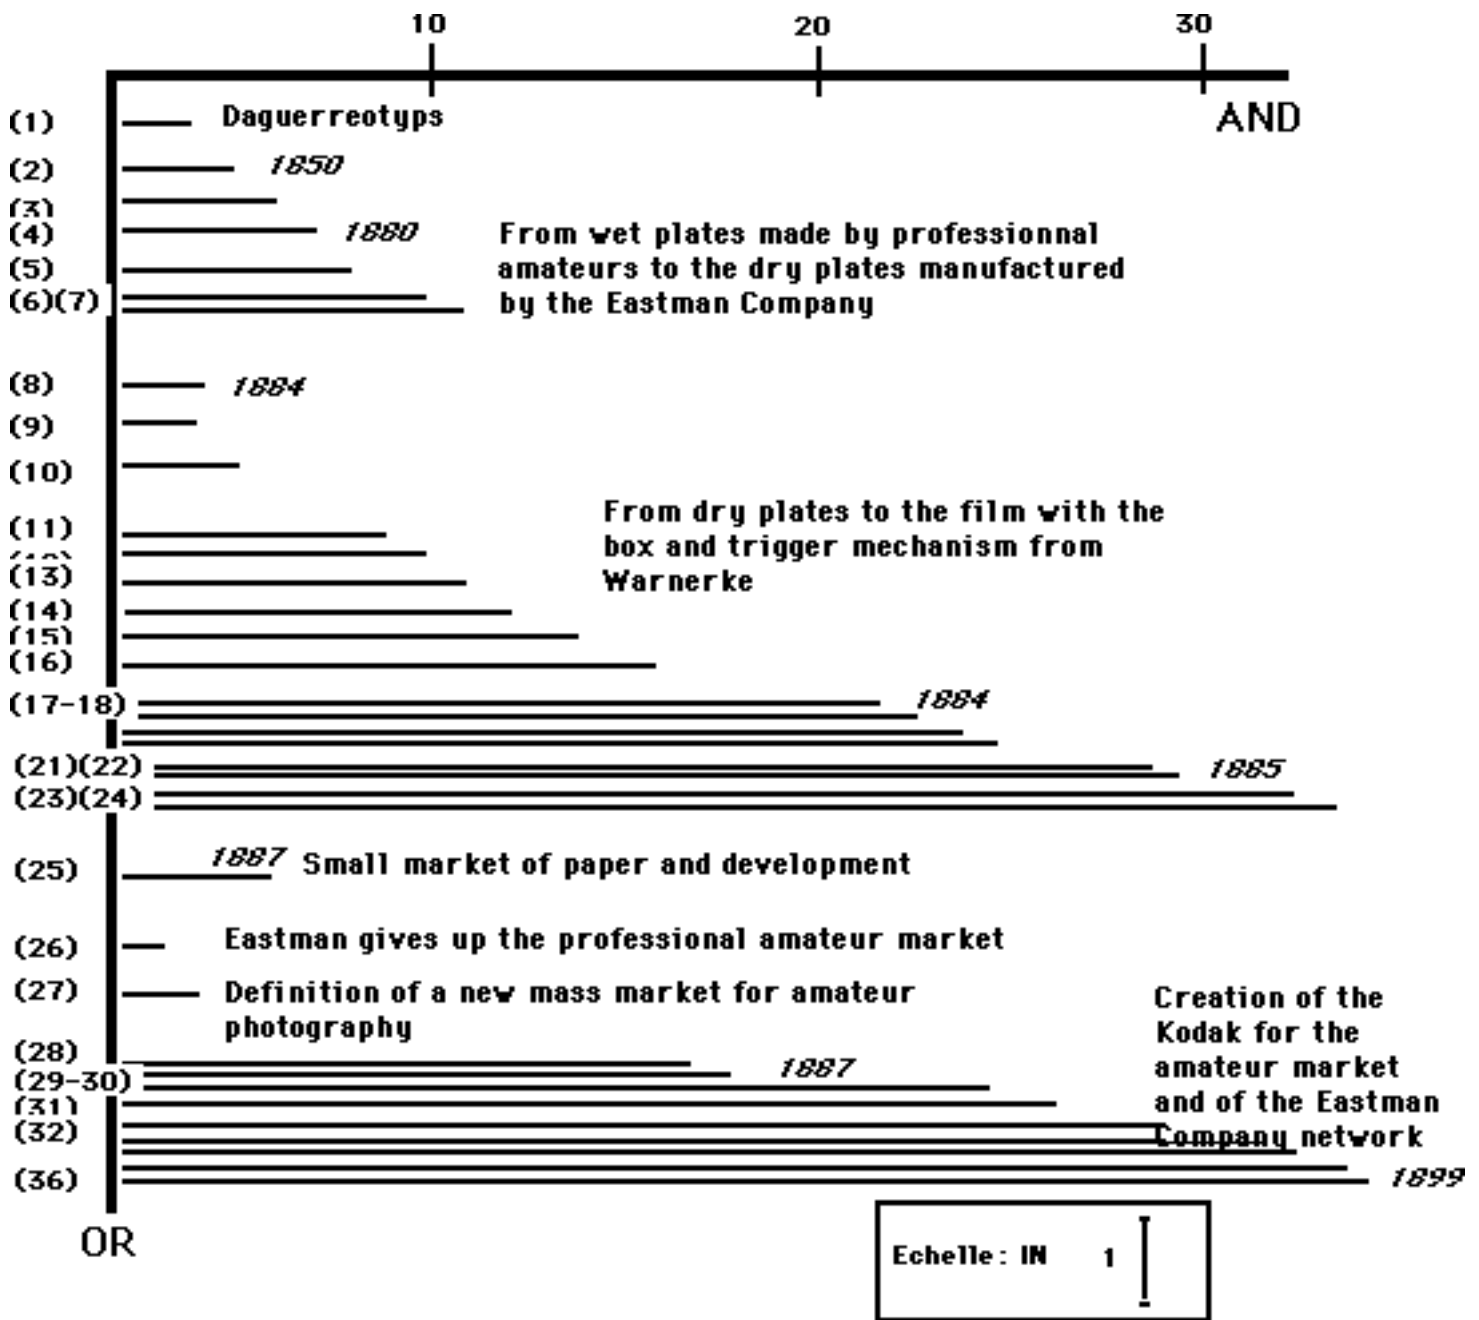 10 20 30
AND
(1) Daguerreotyps
(2) 1850
(3)
(4) 1880
From wet plates made by professionnal
(5) amateurs to the dry plates manufactured
(6)(7) by the Eastman Company
(8) 1884
(9)
(10)
From dry plates to the film with the
(11) box and trigger mechanism from
(13) Warnerke
(14)
(15)
(16)
(17-18) 1884
(21)(22) 1885
(23)(24)
(25) 1887 Small market of paper and development
(26) Eastman gives up the professional amateur market
(27) Definition of a new mass market for amateur
photography
Creation of the
Kodak for the
amateur market
and of the Eastman
Company network
(28)
(29-30) 1887
(31)
(32)
(36) 1899
OR
Echelle: IN 1